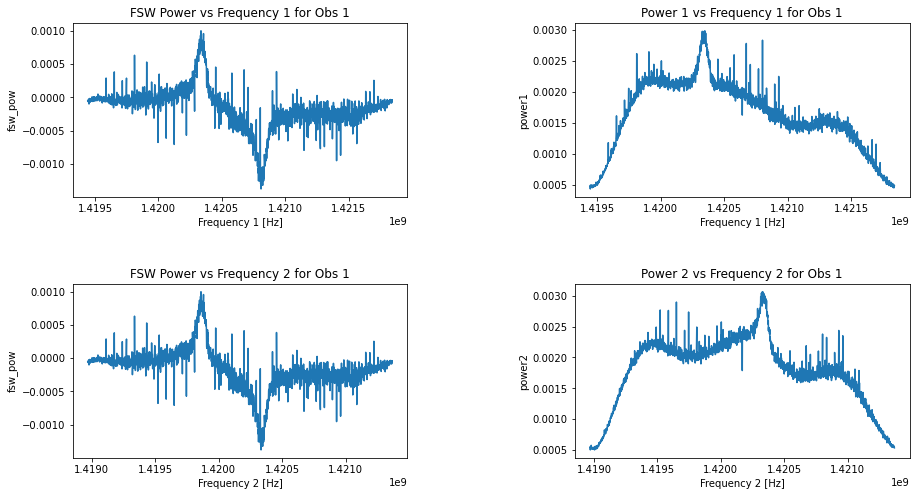 FSW Power vs Frequency 1 for Obs 1
0.0010
0.0005
0.0000
−0.0005
−0.0010
fsw_pow
1.4195 1.4200 1.4205 1.4210 1.4215
Frequency 1 [Hz]
1e9
Power 1 vs Frequency 1 for Obs 1
0.0030
0.0025
0.0020
0.0015
0.0010
0.0005
power1
1.4195 1.4200 1.4205 1.4210 1.4215
Frequency 1 [Hz]
1e9
FSW Power vs Frequency 2 for Obs 1
0.0010
0.0005
0.0000
−0.0005
−0.0010
fsw_pow
1.4190 1.4195 1.4200 1.4205 1.4210
Frequency 2 [Hz]
1e9
Power 2 vs Frequency 2 for Obs 1
0.0030
0.0025
0.0020
0.0015
0.0010
0.0005
power2
1.4190 1.4195 1.4200 1.4205 1.4210
Frequency 2 [Hz]
1e9